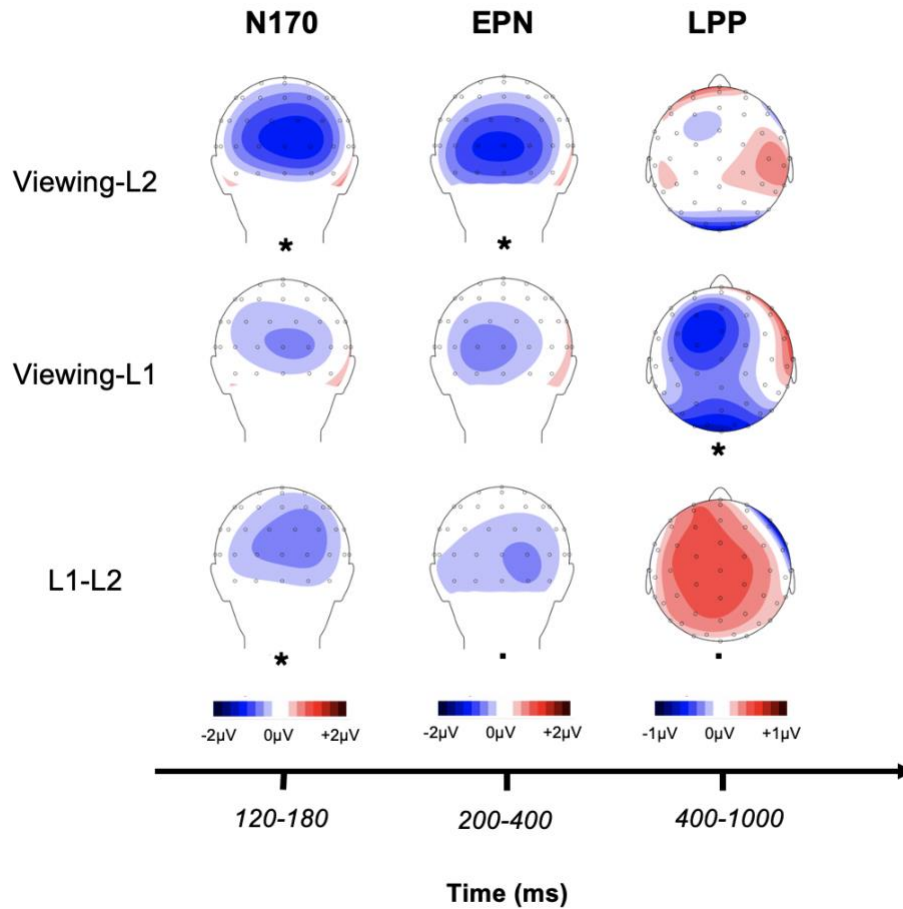 N170 EPN LPP
Viewing-L2
* *
Viewing-L1
*
L1-L2
* . .
-2µV 0µV +2µV -2µV 0µV +2µV -1µV 0µV +1µV
120-180 200-400 400-1000
Time (ms)